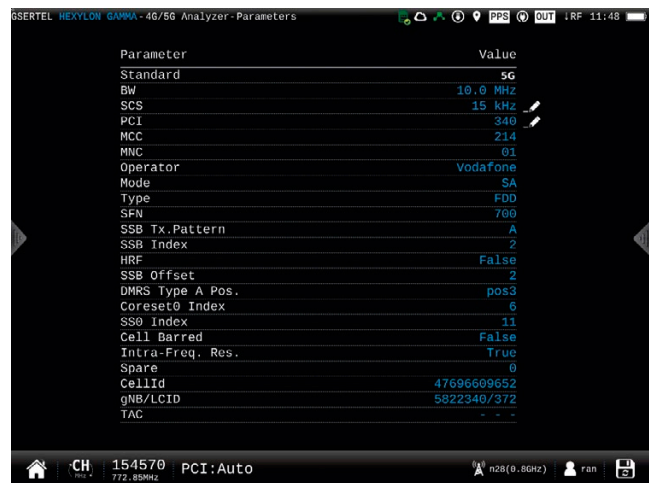 GSERTEL HEXYLON GAMMA-4G/5G Analyzer-Parameters PPS OUT ↓RF 11:48
Parameter Value
Standard 5G
BW 10.0 MHz
SCS 15 kHz
PCI 340
MCC 214
MNC 01
Operator Vodafone
Mode SA
Type FDD
SFN 700
SSB Tx.Pattern A
SSB Index 2
HRF False
SSB Offset 2
DMRS Type A Pos. pos3
Coreset0 Index 6
SS0 Index 11
Cell Barred False
Intra-Freq. Res. True
Spare 0
CellId 47696609652
gNB/LCID 5822340/372
TAC - - -
CH 154570 PCI:Auto n28(0.8GHz) ran
MHz 772.85MHz